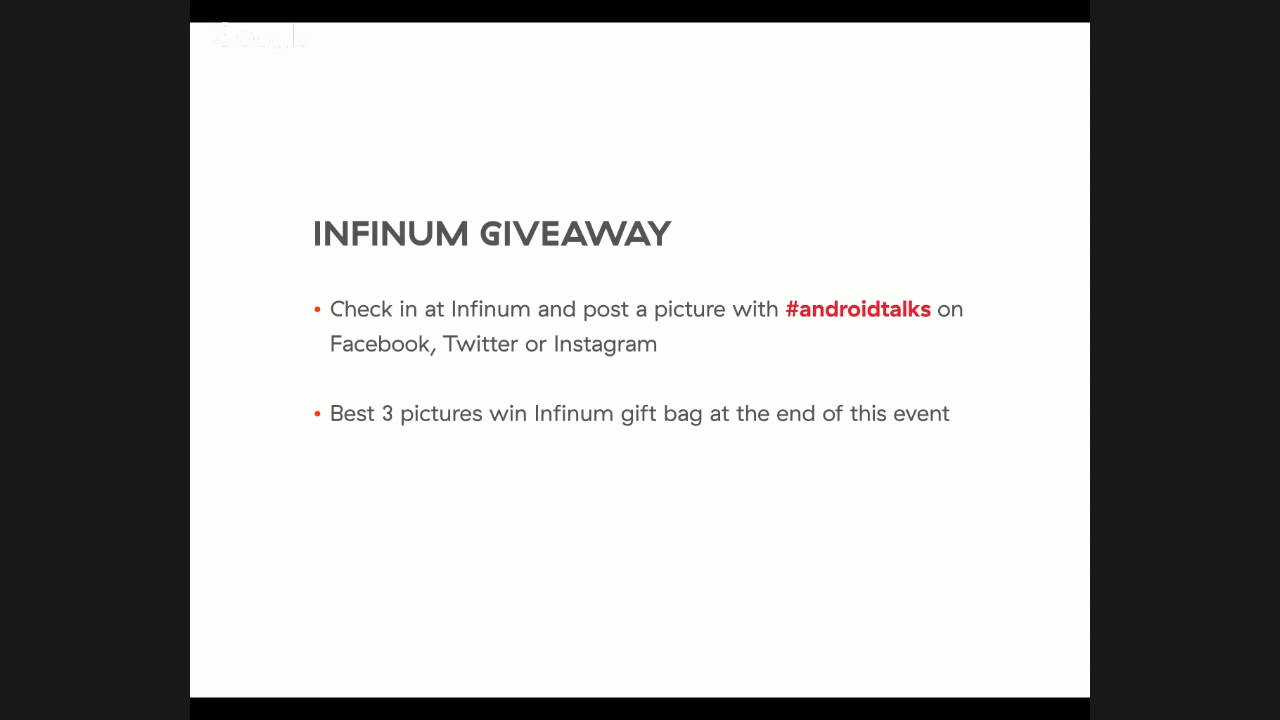 Google
INFINUM GIVEAWAY
• Check in at Infinum and post a picture with #androidtalks on
Facebook, Twitter or Instagram
• Best 3 pictures win Infinum gift bag at the end of this event